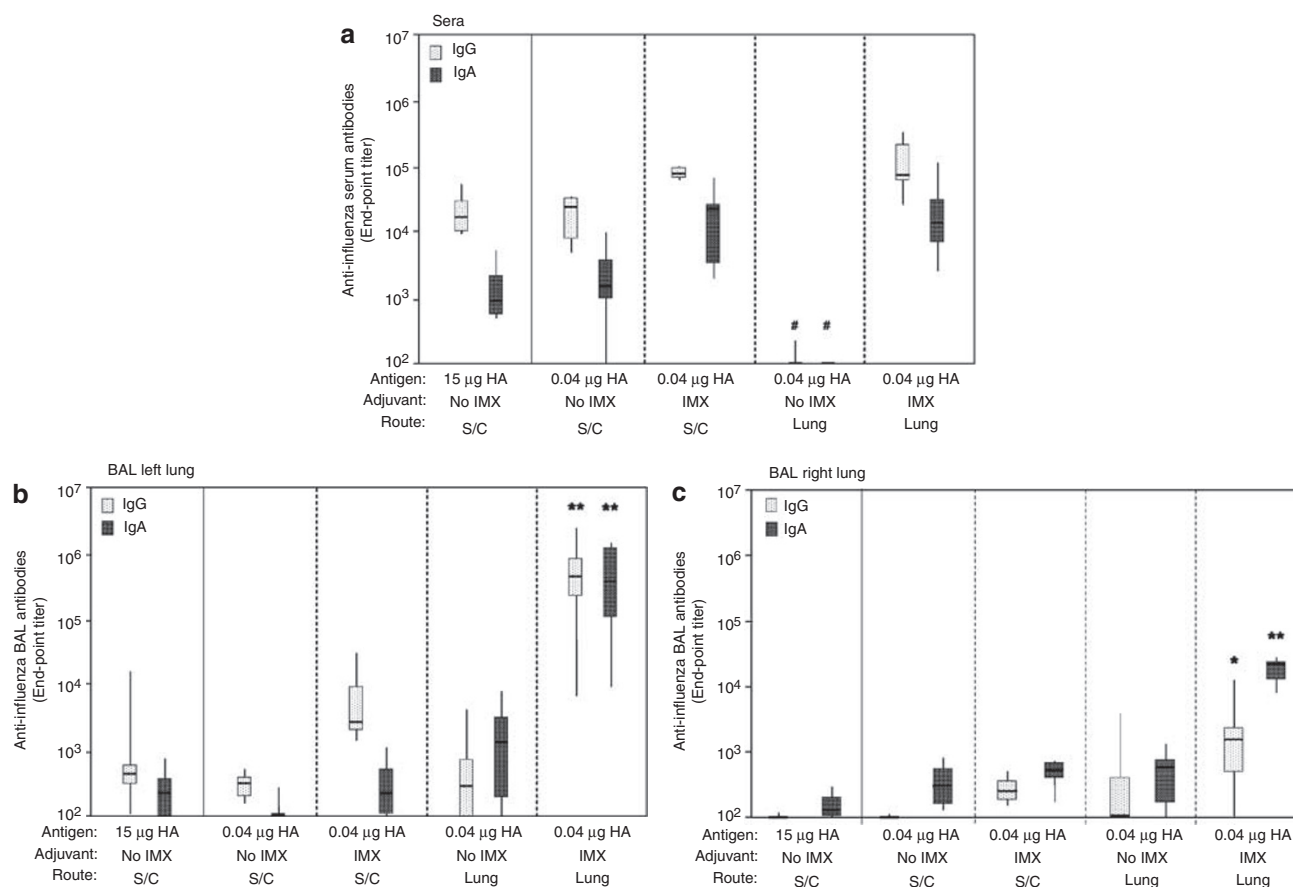 a
Sera
IgG
IgA
Anti-influenza serum antibodies
(End-point titer)
10⁷
10⁶
10⁵
10⁴
10³
10²
# #
Antigen: 15 µg HA 0.04 µg HA 0.04 µg HA 0.04 µg HA 0.04 µg HA
Adjuvant: No IMX No IMX IMX No IMX IMX
Route: S/C S/C S/C Lung Lung
b
BAL left lung
IgG
IgA
Anti-influenza BAL antibodies
(End-point titer)
10⁷
10⁶
10⁵
10⁴
10³
10²
** **
Antigen: 15 µg HA 0.04 µg HA 0.04 µg HA 0.04 µg HA 0.04 µg HA
Adjuvant: No IMX No IMX IMX No IMX IMX
Route: S/C S/C S/C Lung Lung
c
BAL right lung
IgG
IgA
Anti-influenza BAL antibodies
(End-point titer)
10⁷
10⁶
10⁵
10⁴
10³
10²
* **
Antigen: 15 µg HA 0.04 µg HA 0.04 µg HA 0.04 µg HA 0.04 µg HA
Adjuvant: No IMX No IMX IMX No IMX IMX
Route: S/C S/C S/C Lung Lung